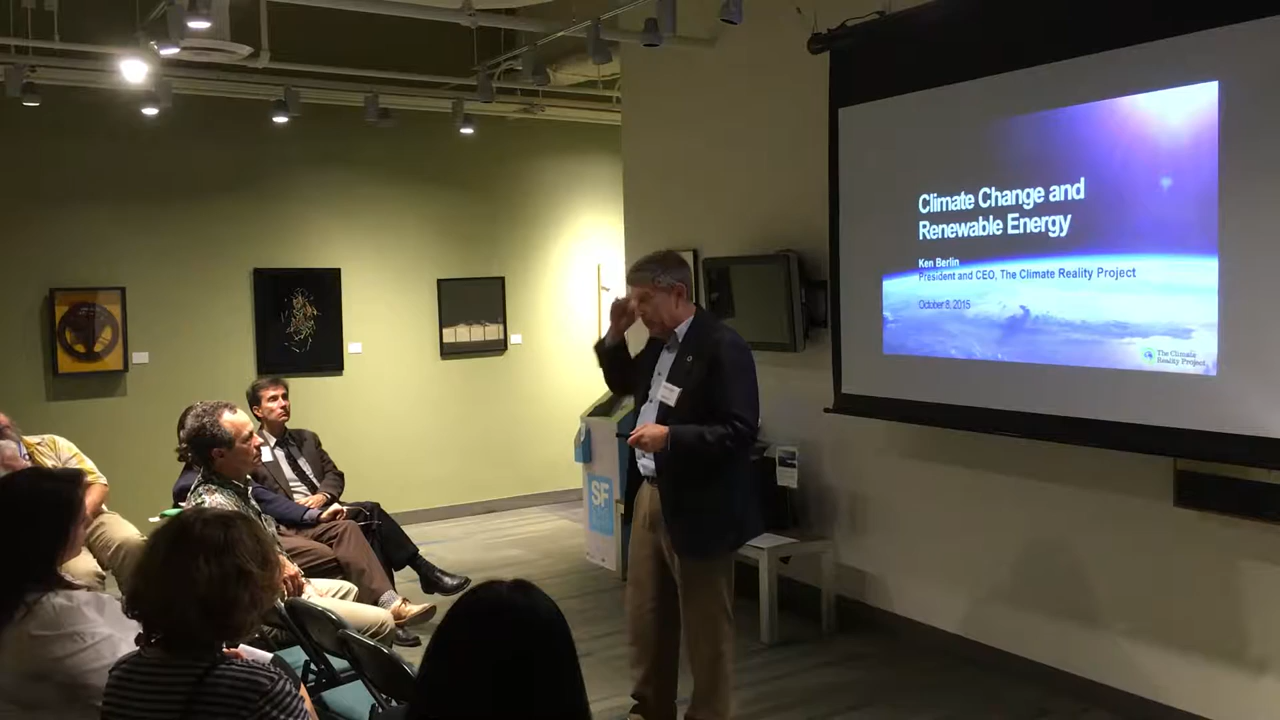 Climate Change and
Renewable Energy
Ken Berlin
President and CEO, The Climate Reality Project
October 8, 2015
The Climate
Reality Project
SF